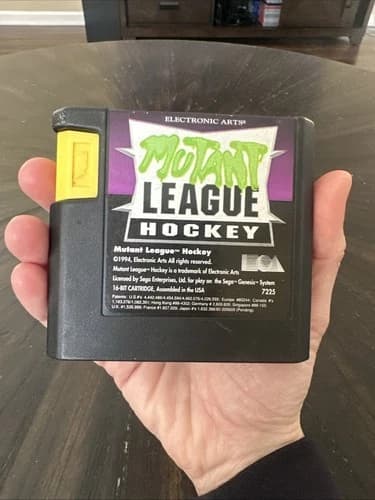 ELECTRONIC ARTS®
MUTANT
LEAGUE
HOCKEY
Mutant League™ Hockey
©1994, Electronic Arts All rights reserved.
Mutant League™ Hockey is a trademark of Electronic Arts
Licensed by Sega Enterprises, Ltd. for play on the Sega™ Genesis™ System
16-BIT CARTRIDGE, Assembled in the USA
7225